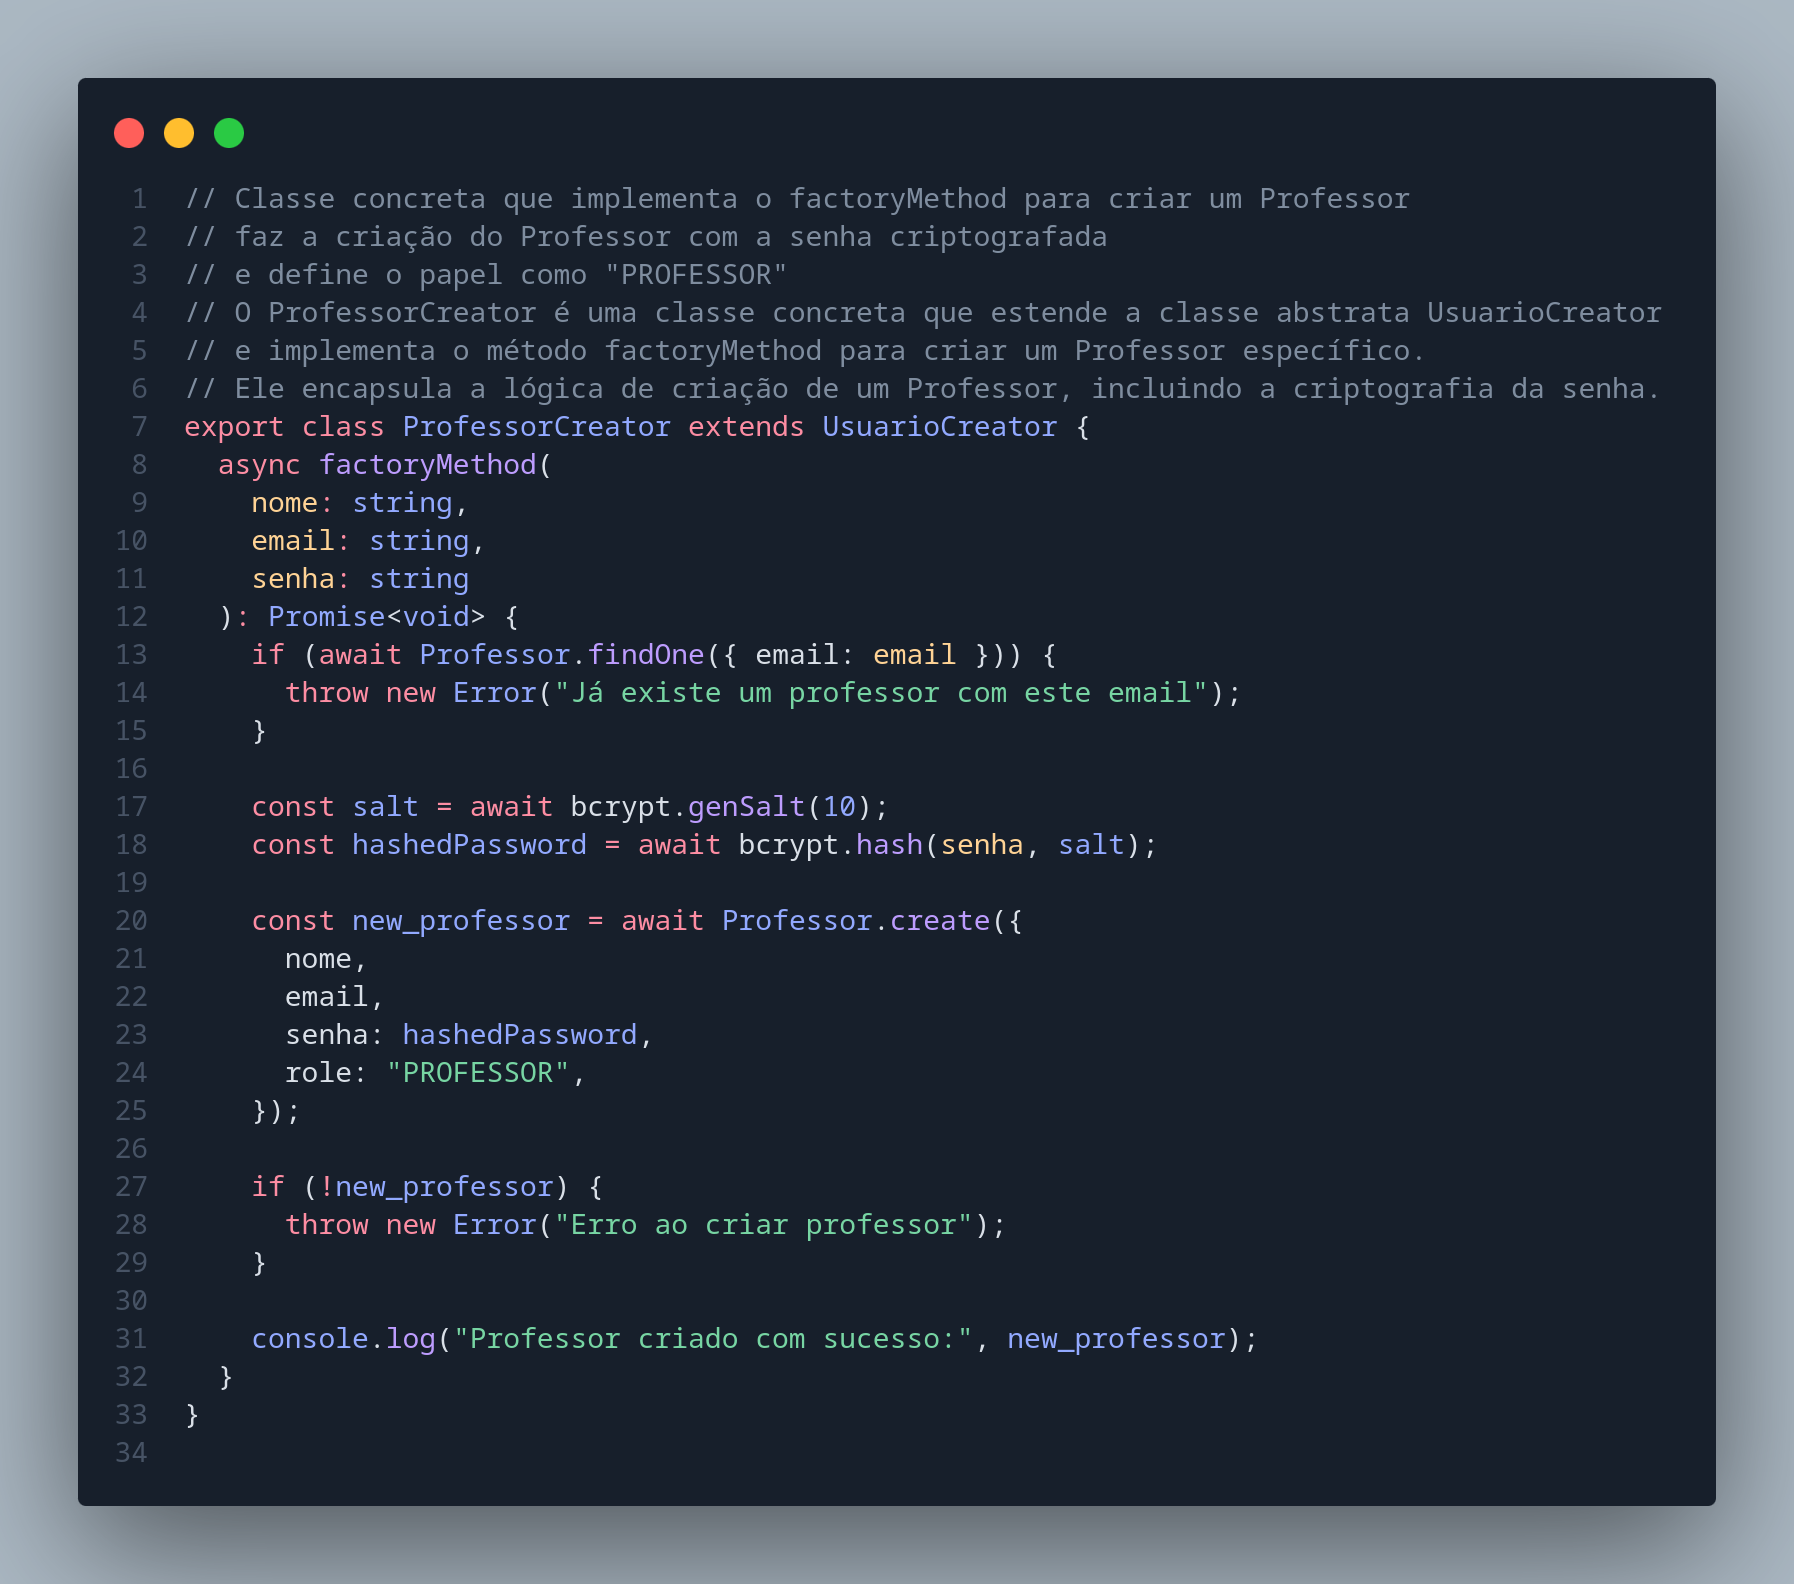 1 // Classe concreta que implementa o factoryMethod para criar um Professor
2 // faz a criação do Professor com a senha criptografada
3 // e define o papel como "PROFESSOR"
4 // O ProfessorCreator é uma classe concreta que estende a classe abstrata UsuarioCreator
5 // e implementa o método factoryMethod para criar um Professor específico.
6 // Ele encapsula a lógica de criação de um Professor, incluindo a criptografia da senha.
7 export class ProfessorCreator extends UsuarioCreator {
8   async factoryMethod(
9     nome: string,
10     email: string,
11     senha: string
12   ): Promise<void> {
13     if (await Professor.findOne({ email: email })) {
14       throw new Error("Já existe um professor com este email");
15     }
16
17     const salt = await bcrypt.genSalt(10);
18     const hashedPassword = await bcrypt.hash(senha, salt);
19
20     const new_professor = await Professor.create({
21       nome,
22       email,
23       senha: hashedPassword,
24       role: "PROFESSOR",
25     });
26
27     if (!new_professor) {
28       throw new Error("Erro ao criar professor");
29     }
30
31     console.log("Professor criado com sucesso:", new_professor);
32   }
33 }
34